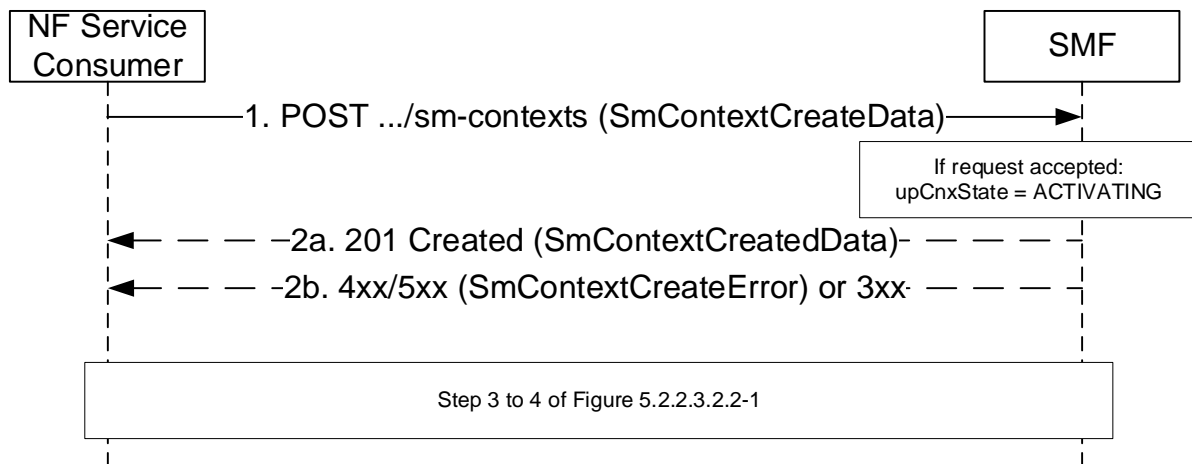 NF Service
Consumer
SMF
1. POST .../sm-contexts (SmContextCreateData)
If request accepted:
upCnxState = ACTIVATING
2a. 201 Created (SmContextCreatedData)
2b. 4xx/5xx (SmContextCreateError) or 3xx
Step 3 to 4 of Figure 5.2.2.3.2.2-1